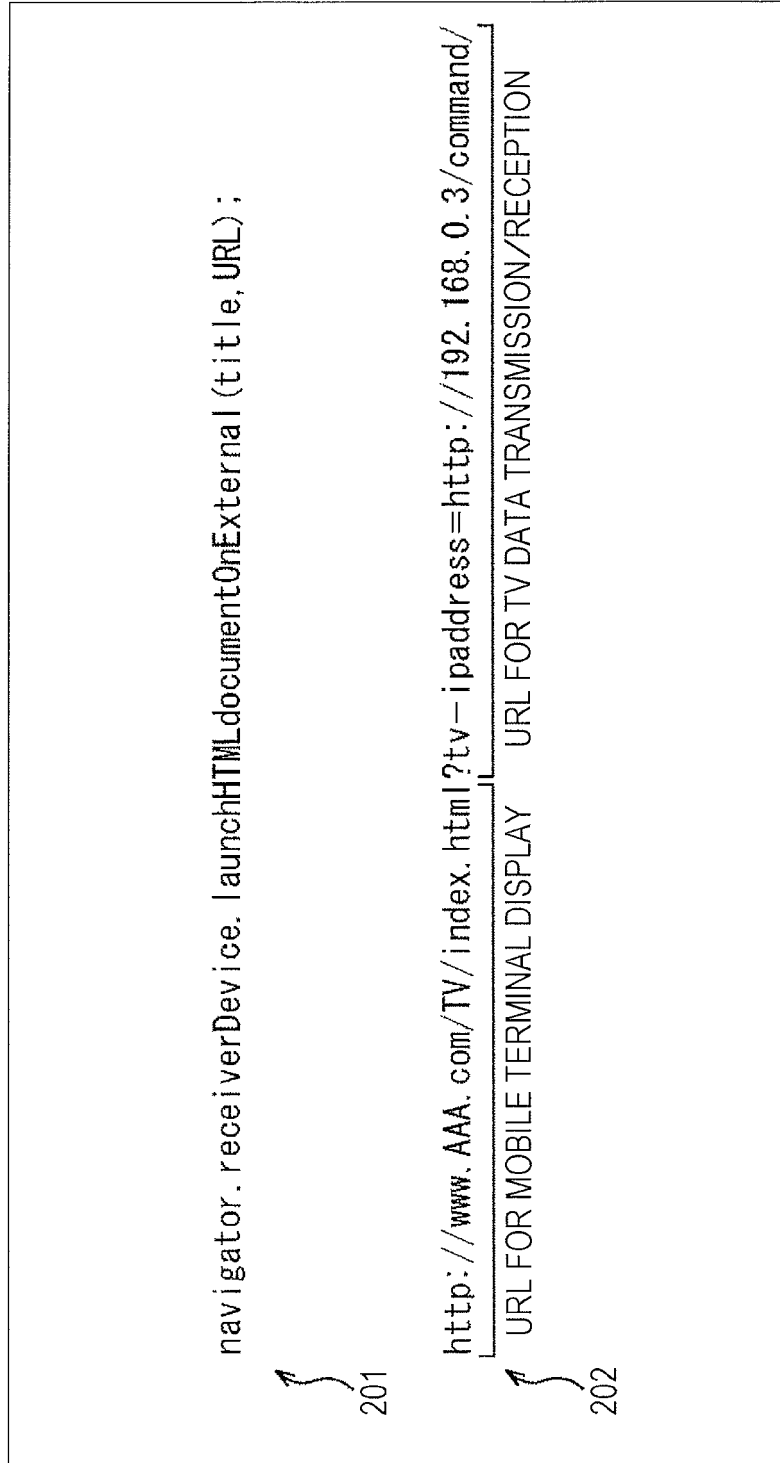 navigator.receiverDevice.launchHTMLdocumentOnExternal(title,URL);
201
http://www.AAA.com/TV/index.html?tv-ipaddress=http://192.168.0.3/command/
URL FOR MOBILE TERMINAL DISPLAY URL FOR TV DATA TRANSMISSION/RECEPTION
202